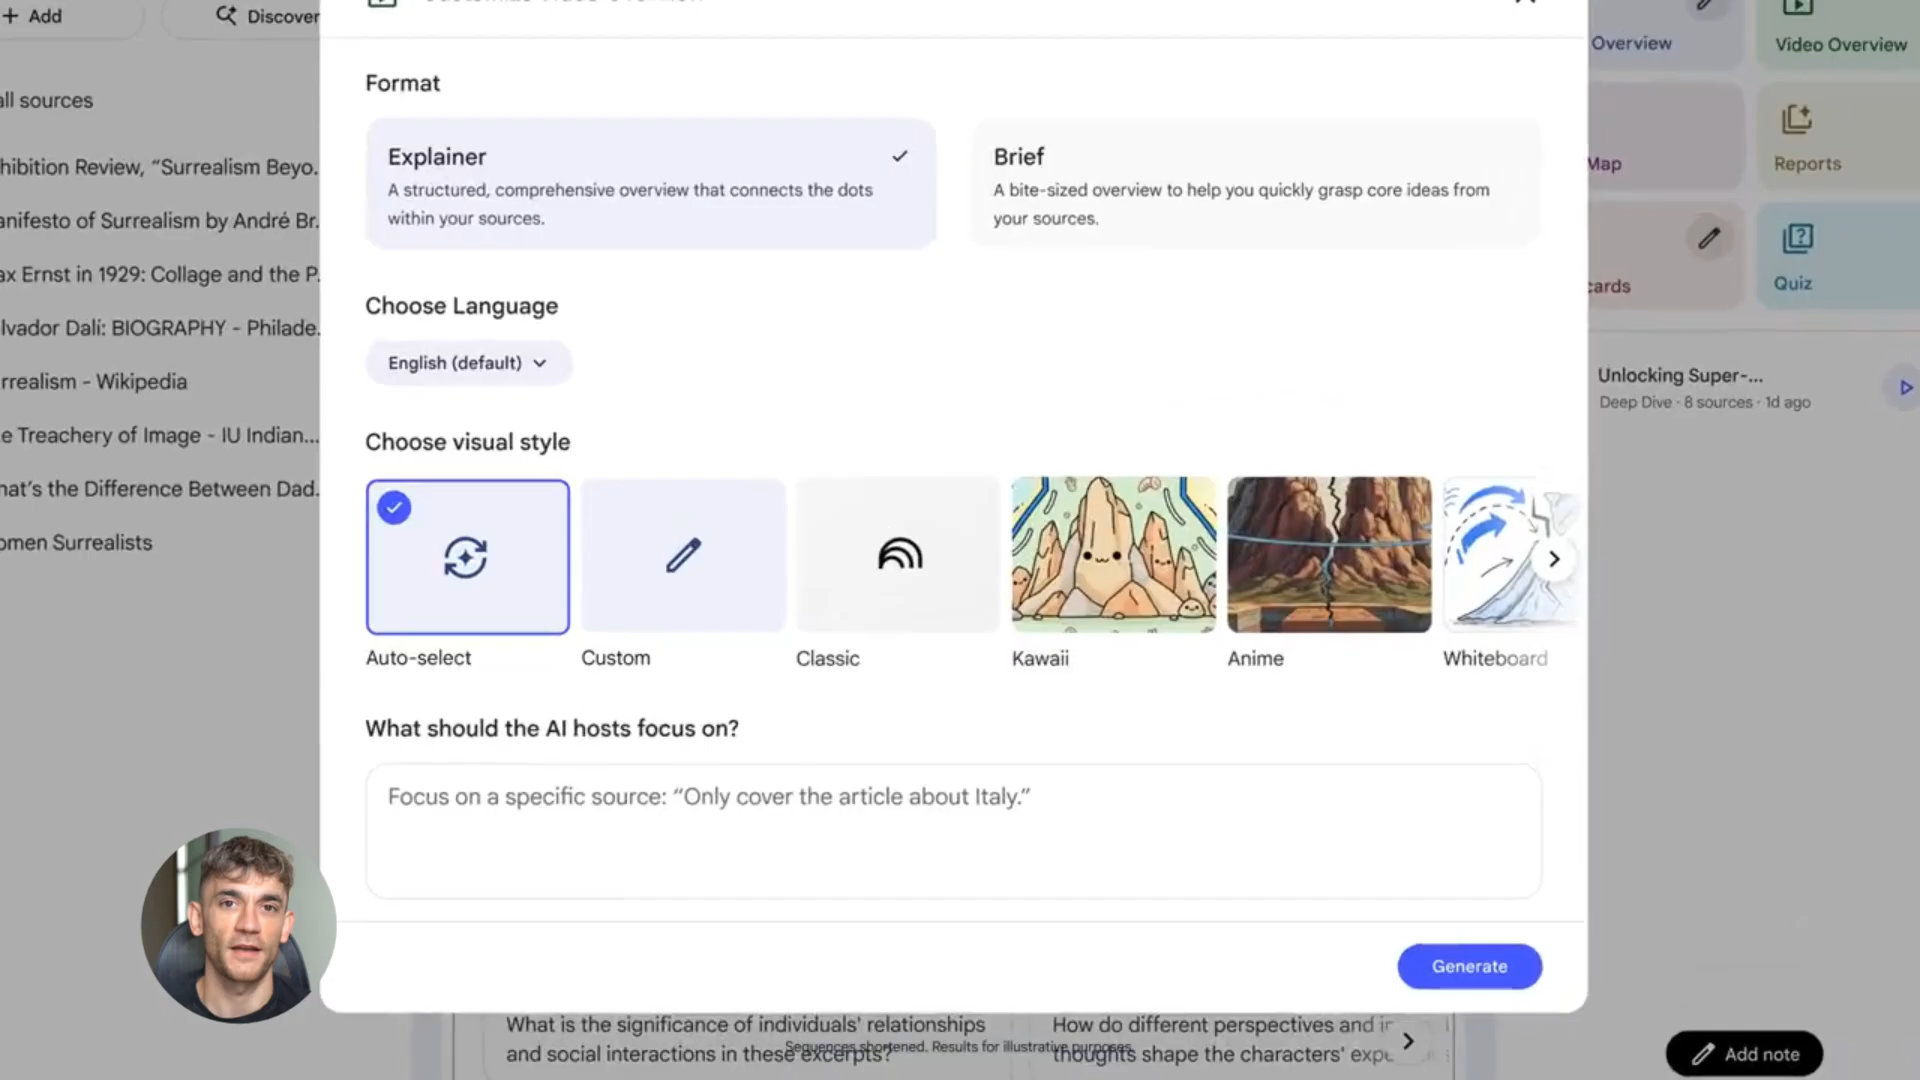 + Add
Discover
all sources
hibition Review, “Surrealism Beyo.
anifesto of Surrealism by André Br.
ax Ernst in 1929: Collage and the P.
lvador Dalí: BIOGRAPHY - Philade.
rrealism - Wikipedia
e Treachery of Image - IU Indian...
hat’s the Difference Between Dad.
omen Surrealists
Format
Explainer
A structured, comprehensive overview that connects the dots
within your sources.
Brief
A bite-sized overview to help you quickly grasp core ideas from
your sources.
Choose Language
English (default)
Choose visual style
Auto-select
Custom
Classic
Kawaii
Anime
Whiteboard
What should the AI hosts focus on?
Focus on a specific source: “Only cover the article about Italy.”
Generate
Overview
Video Overview
Map
Reports
cards
Quiz
Unlocking Super-...
Deep Dive · 8 sources · 1d ago
What is the significance of individuals' relationships
and social interactions in these excerpts?
How do different perspectives and
thoughts shape the characters'
Sequences shortened. Results for illustrative purposes.
Add note